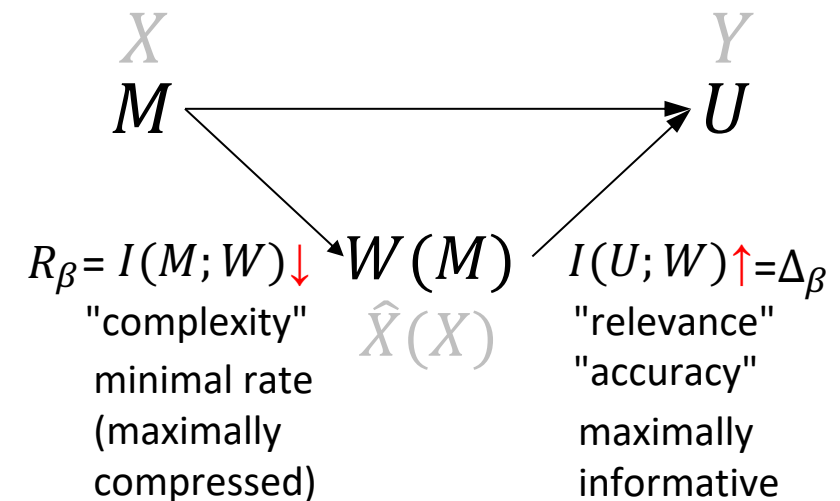 X Y
M U
R_β = I(M;W)↓ W(M) I(U;W)↑=Δ_β
"complexity" X̂(X) "relevance"
minimal rate "accuracy"
(maximally maximally
compressed) informative